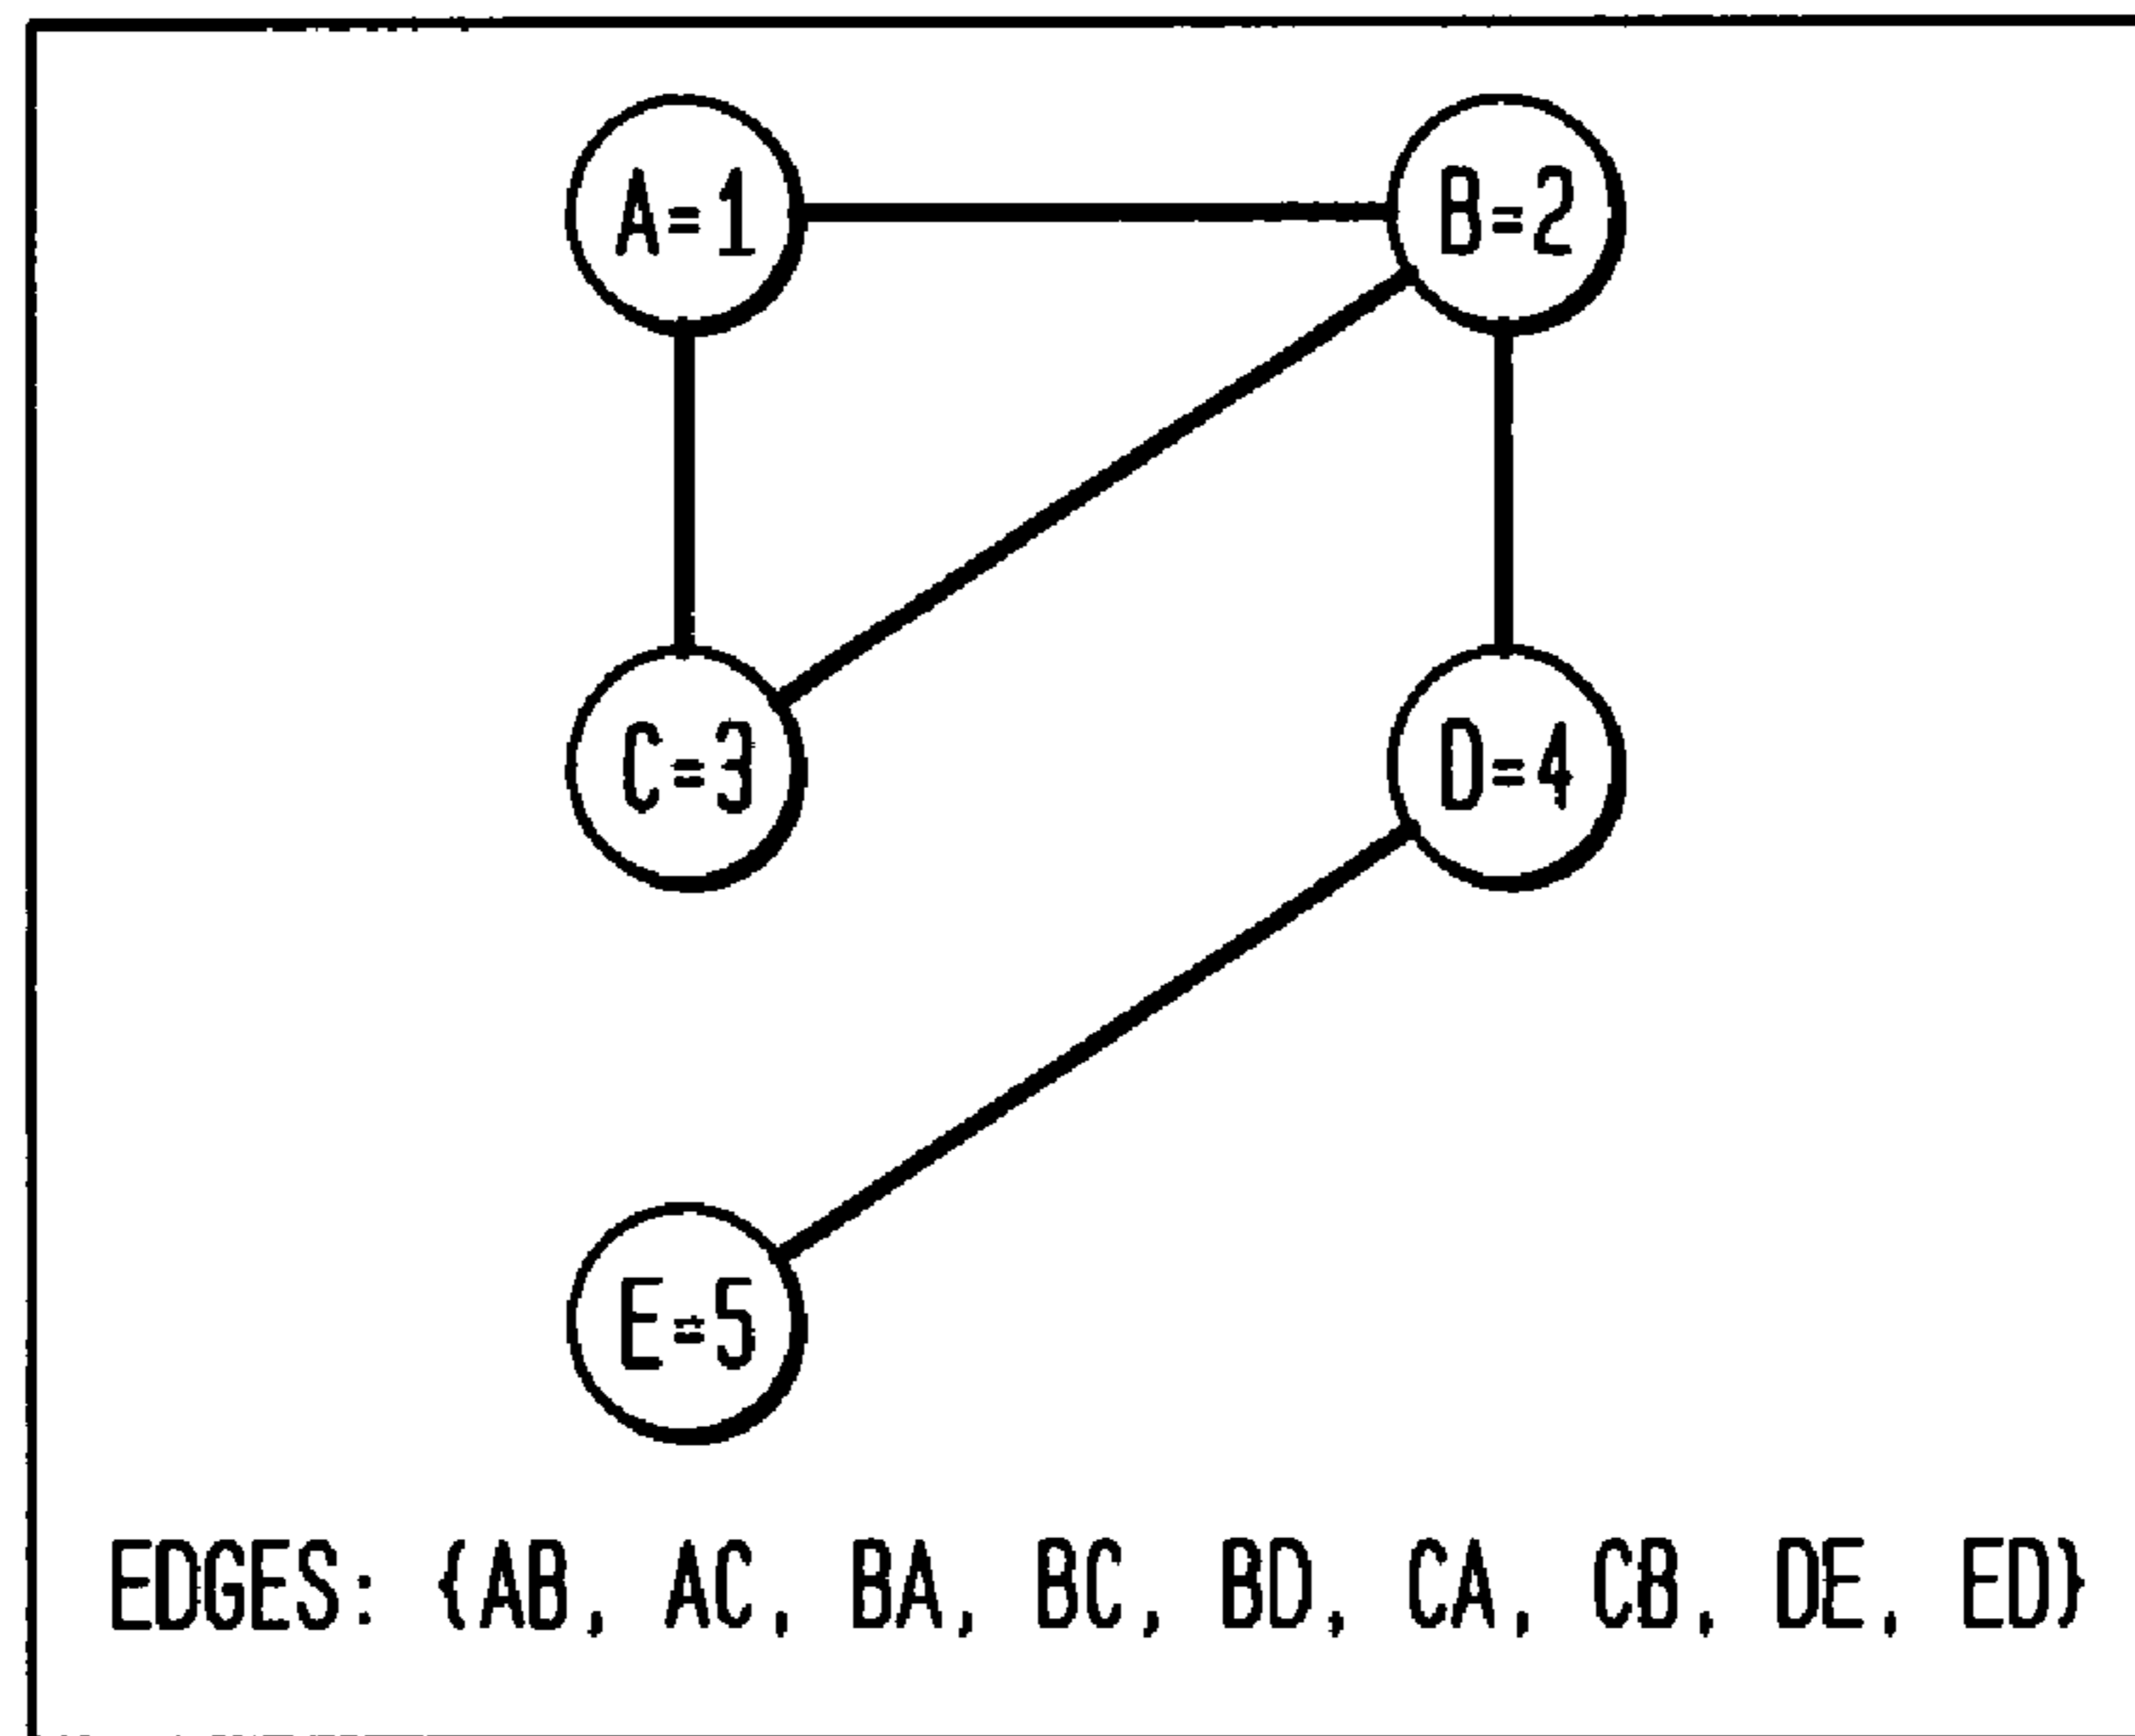 A=1
B=2
C=3
D=4
E=5
EDGES: {AB, AC, BA, BC, BD, CA, CB, DE, ED}